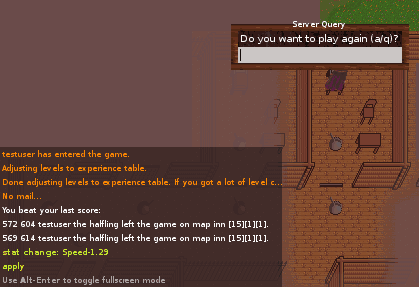 Server Query
Do you want to play again (a/q)?
testuser has entered the game.
Adjusting levels to experience table.
Done adjusting levels to experience table. If you got a lot of level c...
No mail...
You beat your last score:
572 604 testuser the halfling left the game on map inn [15][1][1].
569 614 testuser the halfling left the game on map inn [15][1][1].
stat change: Speed-1.29
apply
Use Alt-Enter to toggle fullscreen mode